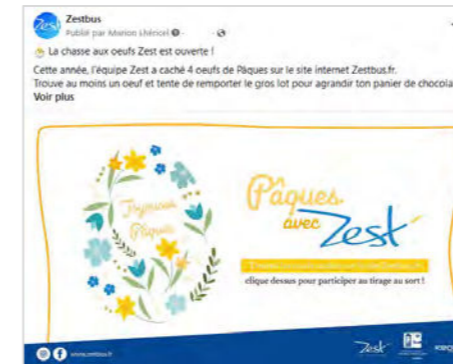 Zestbus
Publié par Marion Lhéricel
La chasse aux oeufs Zest est ouverte !
Cette année, l'équipe Zest a caché 4 oeufs de Pâques sur le site internet Zestbus.fr.
Trouve au moins un oeuf et tente de remporter le gros lot pour agrandir ton panier de chocola
Voir plus
Joyeuses
Pâques
Pâques
avec Zest
clique dessus pour participer au tirage au sort !
www.zestbus.fr
Zest